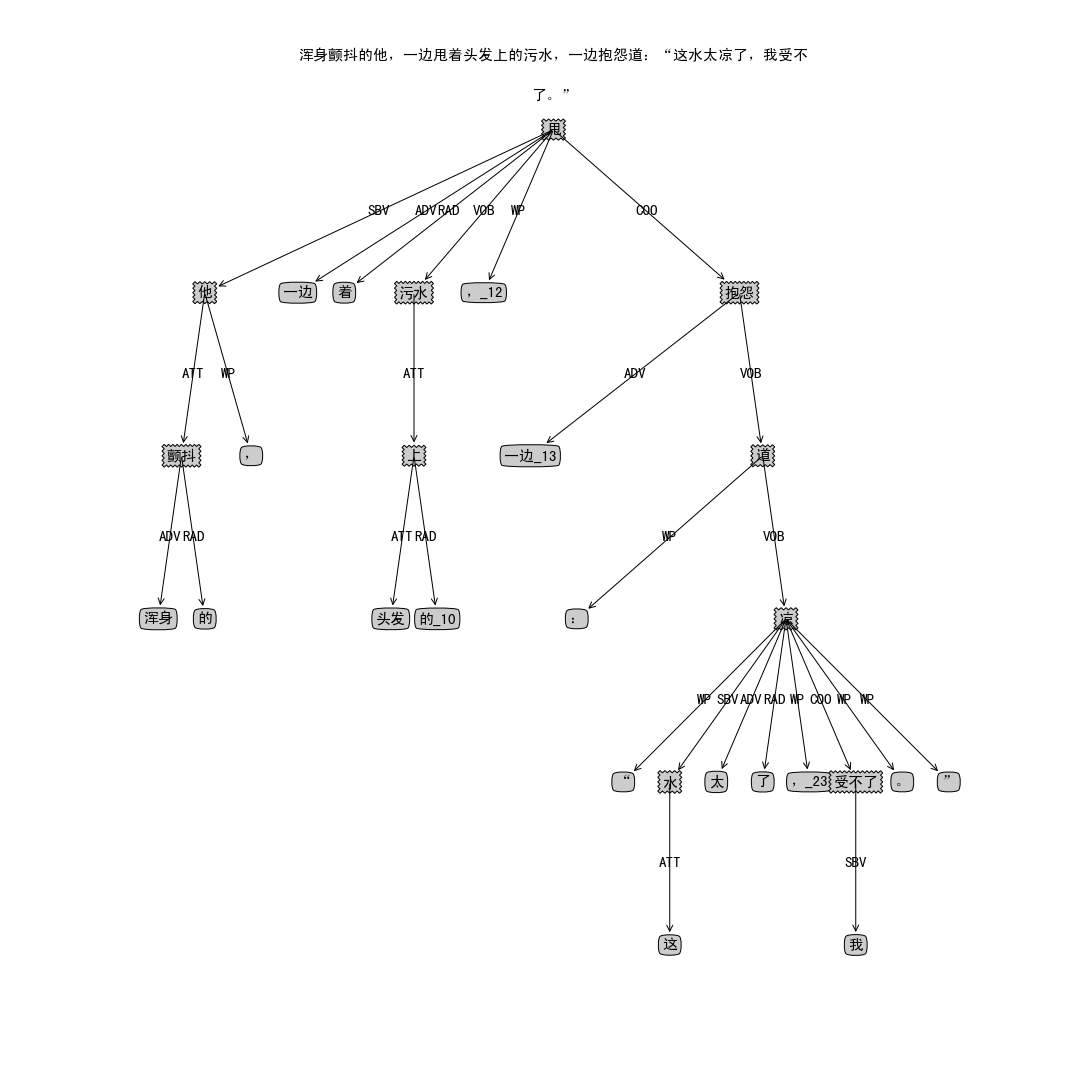 浑身颤抖的他，一边甩着头发上的污水，一边抱怨道：“这水太凉了，我受不
了。”
甩
SBV ADV RAD VOB WP COO
他 一边 着 污水 ，_12 抱怨
ATT WP ATT ADV VOB
颤抖 ， 上 一边_13 道
ADV RAD ATT RAD WP VOB
浑身 的 头发 的_10 ： 凉
WP SBV ADV RAD WP COO WP WP
“ 水 太 了 ，_23 受不了 。 ”
ATT SBV
这 我